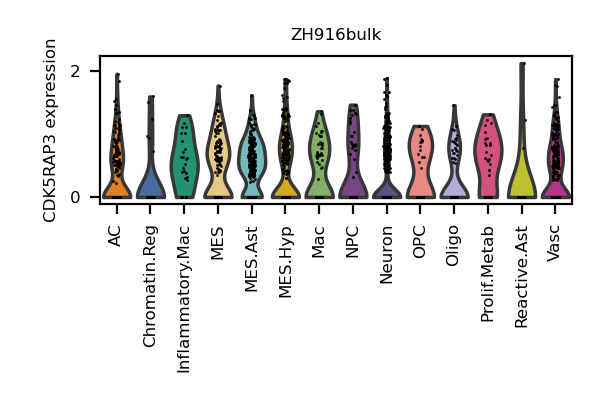 ZH916bulk
CDK5RAP3 expression
2
0
AC
Chromatin.Reg
Inflammatory.Mac
MES
MES.Ast
MES.Hyp
Mac
NPC
Neuron
OPC
Oligo
Prolif.Metab
Reactive.Ast
Vasc